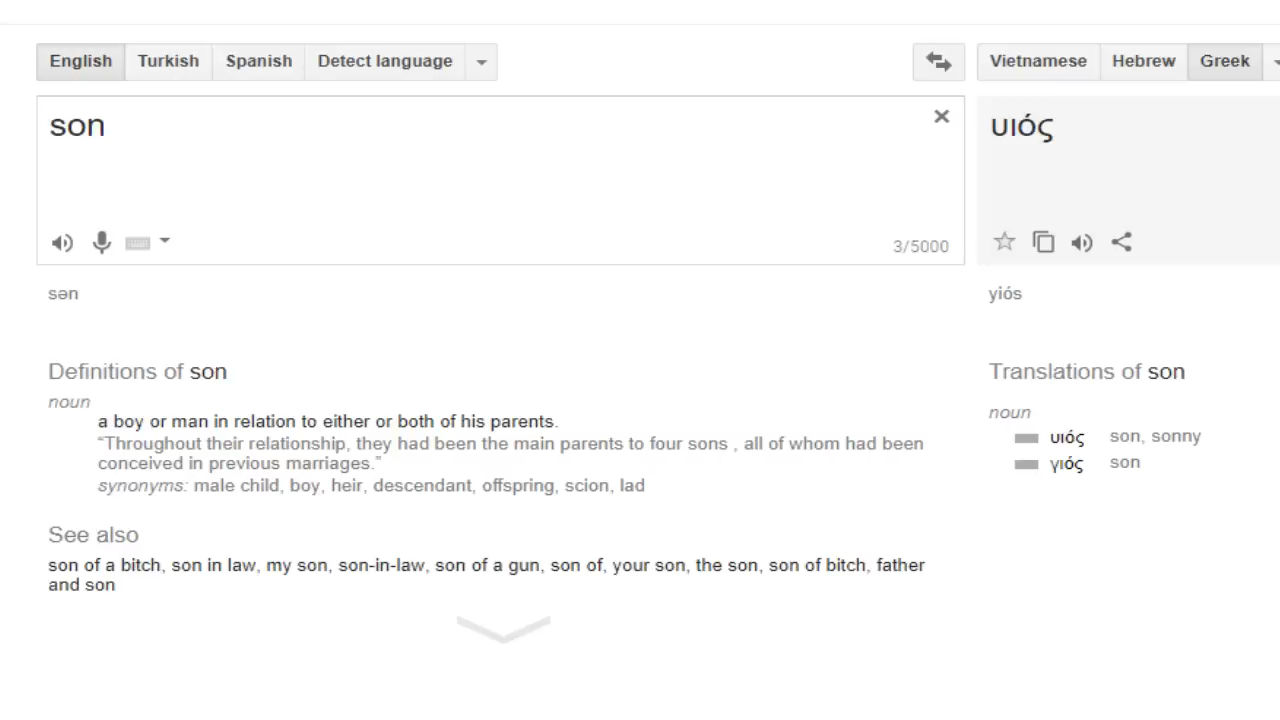 English Turkish Spanish Detect language
Vietnamese Hebrew Greek
son
υιός
3/5000
sən
yiós
Definitions of son
noun
a boy or man in relation to either or both of his parents.
“Throughout their relationship, they had been the main parents to four sons , all of whom had been
conceived in previous marriages.”
synonyms: male child, boy, heir, descendant, offspring, scion, lad
See also
son of a bitch, son in law, my son, son-in-law, son of a gun, son of, your son, the son, son of bitch, father
and son
Translations of son
noun
υιός son, sonny
γιός son